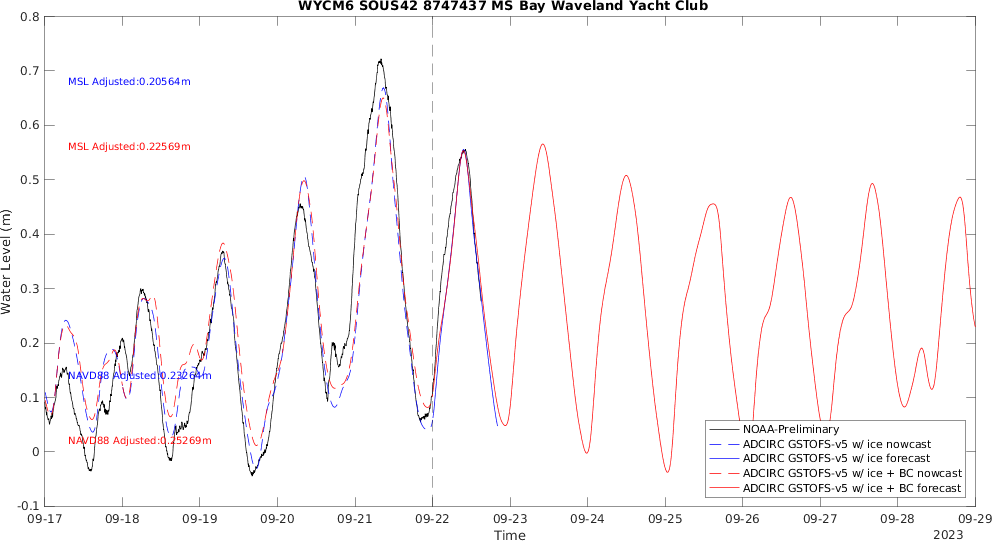 WYCM6 SOUS42 8747437 MS Bay Waveland Yacht Club
Water Level (m)
0.8
0.7
0.6
0.5
0.4
0.3
0.2
0.1
0
-0.1
MSL Adjusted:0.20564m
MSL Adjusted:0.22569m
NAVD88 Adjusted:0.23264m
NAVD88 Adjusted:0.25269m
NOAA-Preliminary
ADCIRC GSTOFS-v5 w/ ice nowcast
ADCIRC GSTOFS-v5 w/ ice forecast
ADCIRC GSTOFS-v5 w/ ice + BC nowcast
ADCIRC GSTOFS-v5 w/ ice + BC forecast
09-17 09-18 09-19 09-20 09-21 09-22 09-23 09-24 09-25 09-26 09-27 09-28 09-29
Time
2023